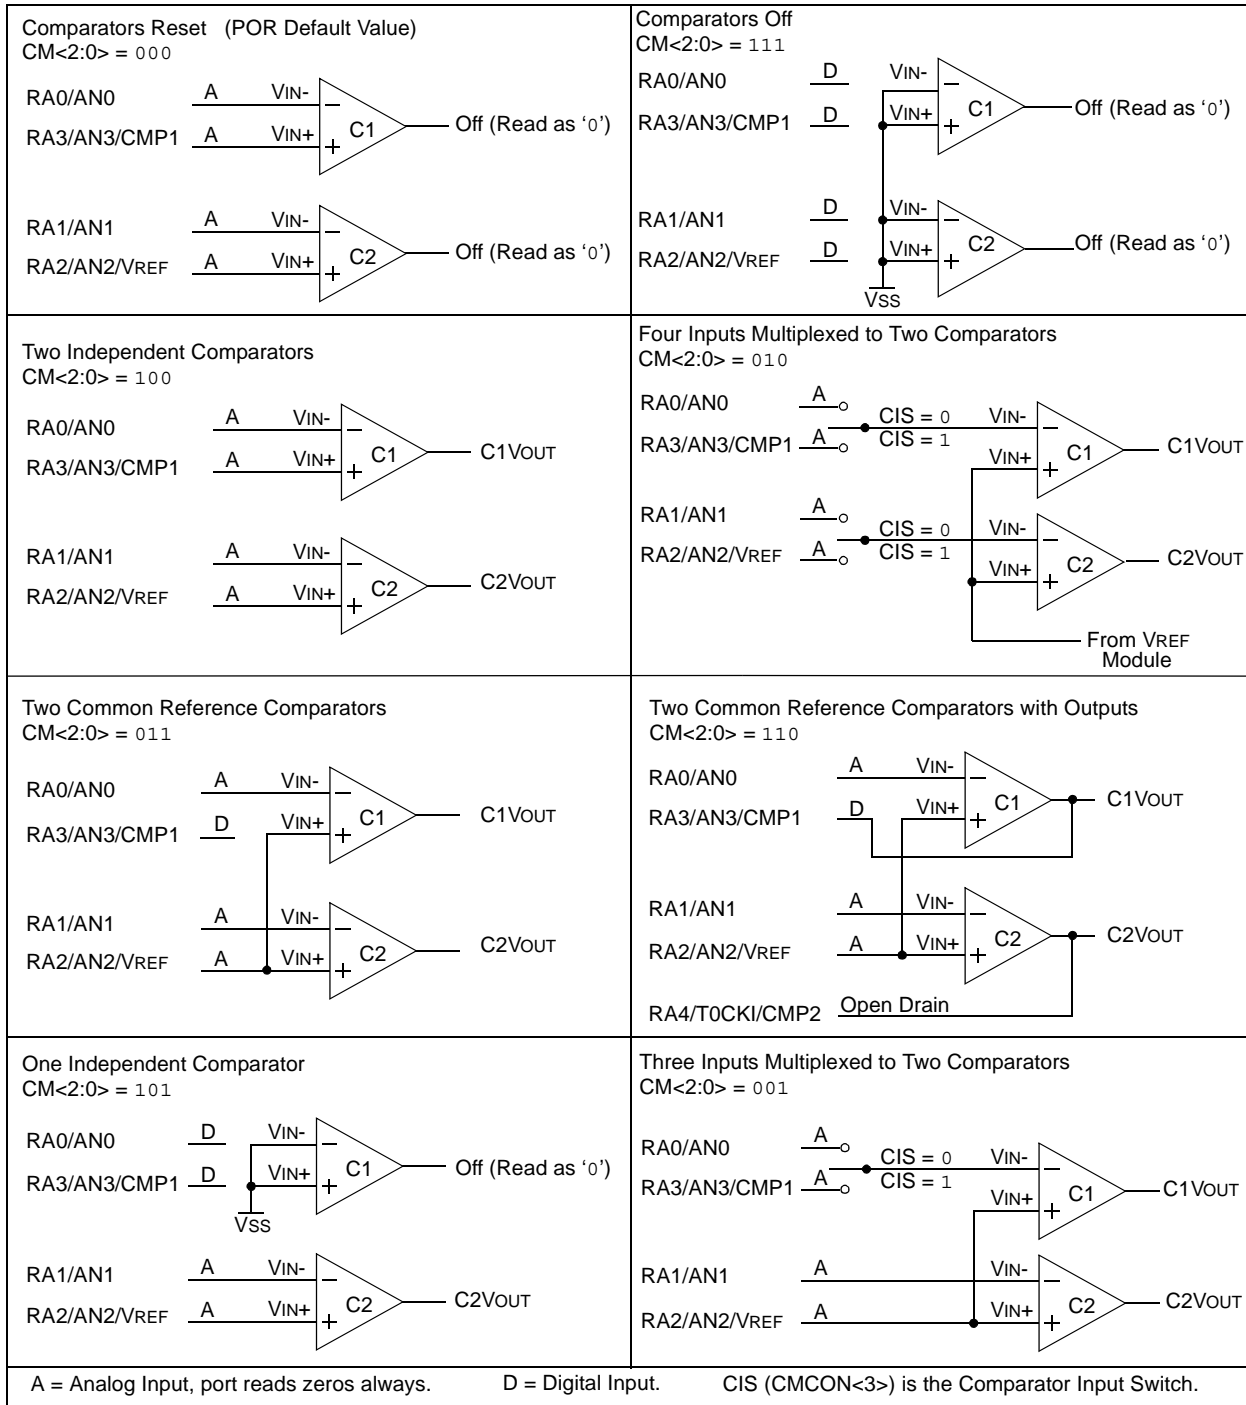 Comparators Reset (POR Default Value)
CM<2:0> = 000
RA0/AN0 A VIN- −
RA3/AN3/CMP1 A VIN+ +
C1 Off (Read as ‘0’)
RA1/AN1 A VIN- −
RA2/AN2/VREF A VIN+ +
C2 Off (Read as ‘0’)
Comparators Off
CM<2:0> = 111
RA0/AN0 D VIN- −
RA3/AN3/CMP1 D VIN+ +
C1 Off (Read as ‘0’)
RA1/AN1 D VIN- −
RA2/AN2/VREF D VIN+ +
C2 Off (Read as ‘0’)
VSS
Two Independent Comparators
CM<2:0> = 100
RA0/AN0 A VIN- −
RA3/AN3/CMP1 A VIN+ +
C1 C1VOUT
RA1/AN1 A VIN- −
RA2/AN2/VREF A VIN+ +
C2 C2VOUT
Four Inputs Multiplexed to Two Comparators
CM<2:0> = 010
RA0/AN0 A CIS = 0 VIN- −
RA3/AN3/CMP1 A CIS = 1 VIN+ +
C1 C1VOUT
RA1/AN1 A CIS = 0 VIN- −
RA2/AN2/VREF A CIS = 1 VIN+ +
C2 C2VOUT
From VREF
Module
Two Common Reference Comparators
CM<2:0> = 011
RA0/AN0 A VIN- −
RA3/AN3/CMP1 D VIN+ +
C1 C1VOUT
RA1/AN1 A VIN- −
RA2/AN2/VREF A VIN+ +
C2 C2VOUT
Two Common Reference Comparators with Outputs
CM<2:0> = 110
RA0/AN0 A VIN- −
RA3/AN3/CMP1 D VIN+ +
C1 C1VOUT
RA1/AN1 A VIN- −
RA2/AN2/VREF A VIN+ +
C2 C2VOUT
RA4/T0CKI/CMP2 Open Drain
One Independent Comparator
CM<2:0> = 101
RA0/AN0 D VIN- −
RA3/AN3/CMP1 D VIN+ +
C1 Off (Read as ‘0’)
VSS
RA1/AN1 A VIN- −
RA2/AN2/VREF A VIN+ +
C2 C2VOUT
Three Inputs Multiplexed to Two Comparators
CM<2:0> = 001
RA0/AN0 A CIS = 0 VIN- −
RA3/AN3/CMP1 A CIS = 1 VIN+ +
C1 C1VOUT
RA1/AN1 A VIN- −
RA2/AN2/VREF A VIN+ +
C2 C2VOUT
A = Analog Input, port reads zeros always. D = Digital Input. CIS (CMCON<3>) is the Comparator Input Switch.